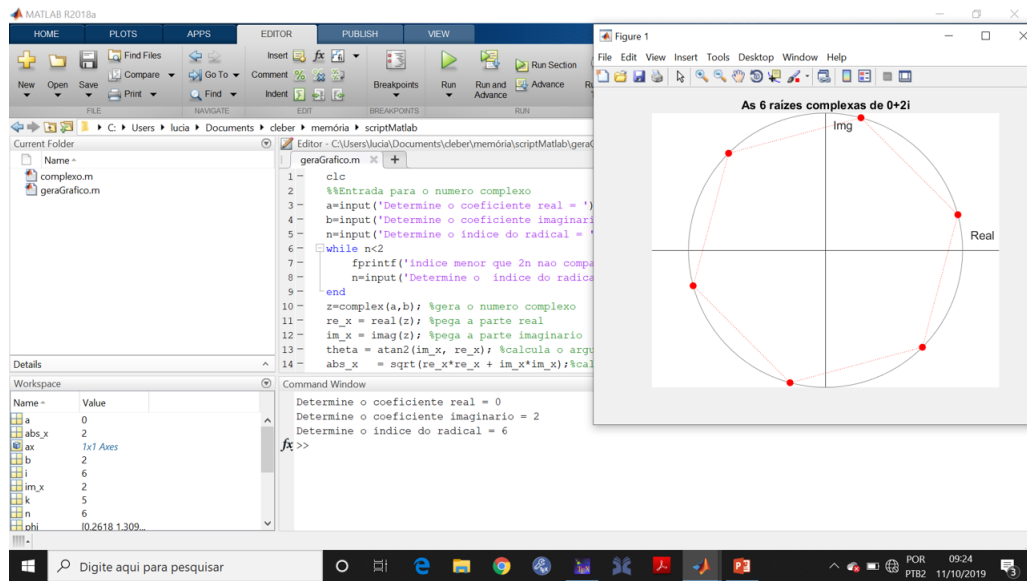 MATLAB R2018a
HOME PLOTS APPS EDITOR PUBLISH VIEW
New Open Save Find Files Compare Print
FILE
Go To Find
NAVIGATE
Insert fx
Comment
Indent
EDIT
Breakpoints
BREAKPOINTS
Run Run and Advance Run Section Advance
RUN
C: Users lucia Documents cleber memória scriptMatlab
Current Folder
Name
complexo.m
geraGrafico.m
Details
Workspace
Name Value
a 0
abs_x 2
ax 1x1 Axes
b 2
i 6
im_x 2
k 5
n 6
phi [0.2618 1.309...
Editor - C:\Users\lucia\Documents\cleber\memória\scriptMatlab\gera
geraGrafico.m
1 clc
2 %%Entrada para o numero complexo
3 a=input('Determine o coeficiente real = ')
4 b=input('Determine o coeficiente imaginari
5 n=input('Determine o indice do radical = '
6 while n<2
7 fprintf('indice menor que 2n nao compa
8 n=input('Determine o indice do radica
9 end
10 z=complex(a,b); %gera o numero complexo
11 re_x = real(z); %pega a parte real
12 im_x = imag(z); %pega a parte imaginario
13 theta = atan2(im_x, re_x); %calcula o argu
14 abs_x = sqrt(re_x*re_x + im_x*im_x);%cal
Command Window
Determine o coeficiente real = 0
Determine o coeficiente imaginario = 2
Determine o indice do radical = 6
fx >>
Figure 1
File Edit View Insert Tools Desktop Window Help
As 6 raízes complexas de 0+2i
Img
Real
Digite aqui para pesquisar
POR
PTB2
09:24
11/10/2019
3